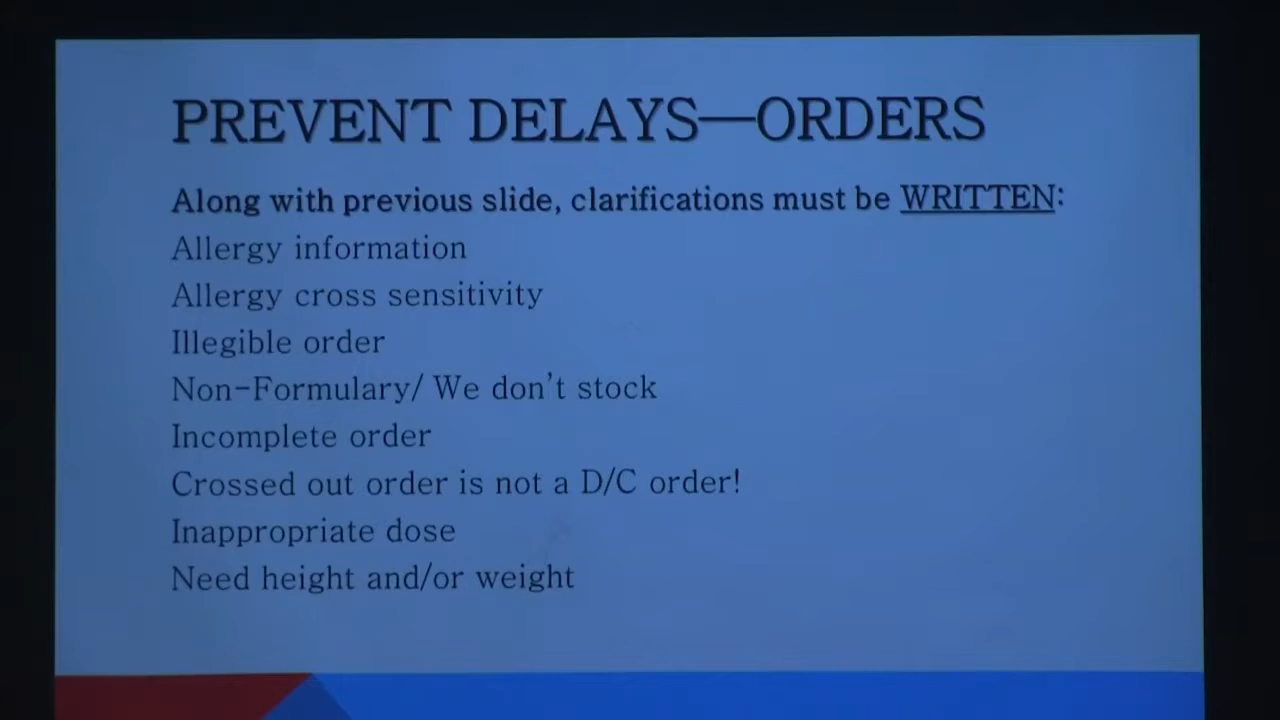 PREVENT DELAYS—ORDERS
Along with previous slide, clarifications must be WRITTEN:
Allergy information
Allergy cross sensitivity
Illegible order
Non-Formulary/ We don't stock
Incomplete order
Crossed out order is not a D/C order!
Inappropriate dose
Need height and/or weight